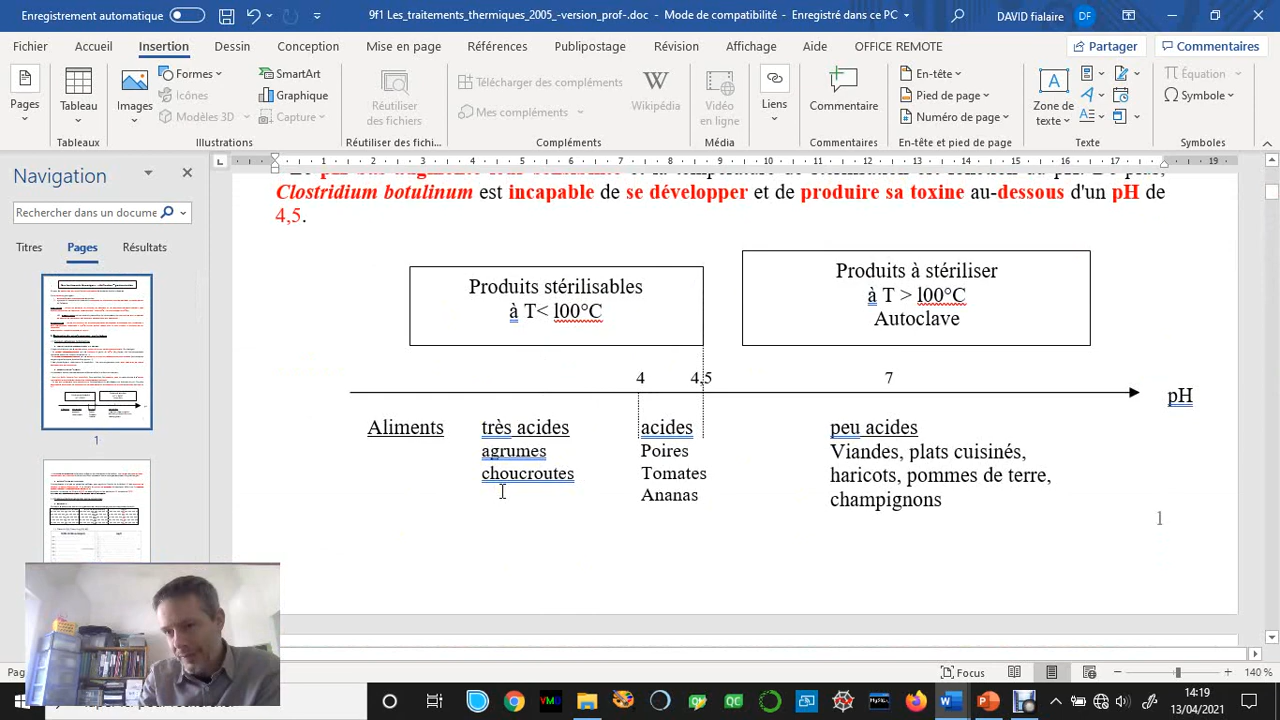 Enregistrement automatique
9f1 Les_traitements_thermiques_2005_-version_prof-.doc - Mode de compatibilité - Enregistré dans ce PC
DAVID fialaire
DF
Fichier Accueil Insertion Dessin Conception Mise en page Références Publipostage Révision Affichage Aide OFFICE REMOTE
Partager
Commentaires
Pages
Tableau
Images
Formes
Icônes
Modèles 3D
SmartArt
Graphique
Capture
Réutiliser des fichiers
Télécharger des compléments
Mes compléments
Wikipédia
Vidéo en ligne
Liens
Commentaire
En-tête
Pied de page
Numéro de page
Zone de texte
Équation
Symbole
Tableaux
Illustrations
Réutiliser des fichi...
Compléments
Média
Commentaires
En-tête et pied de page
Texte
Symboles
Navigation
Rechercher dans un docume
Titres Pages Résultats
1
Clostridium botulinum est incapable de se développer et de produire sa toxine au-dessous d'un pH de
4,5.
Produits stérilisables
à T< l00°C
Produits à stériliser
à T > l00°C
Autoclave
4 4,5 7
pH
Aliments très acides acides peu acides
agrumes Poires Viandes, plats cuisinés,
choucroutes Tomates haricots, pommes de terre,
Ananas champignons
1
Focus
140 %
14:19
13/04/2021